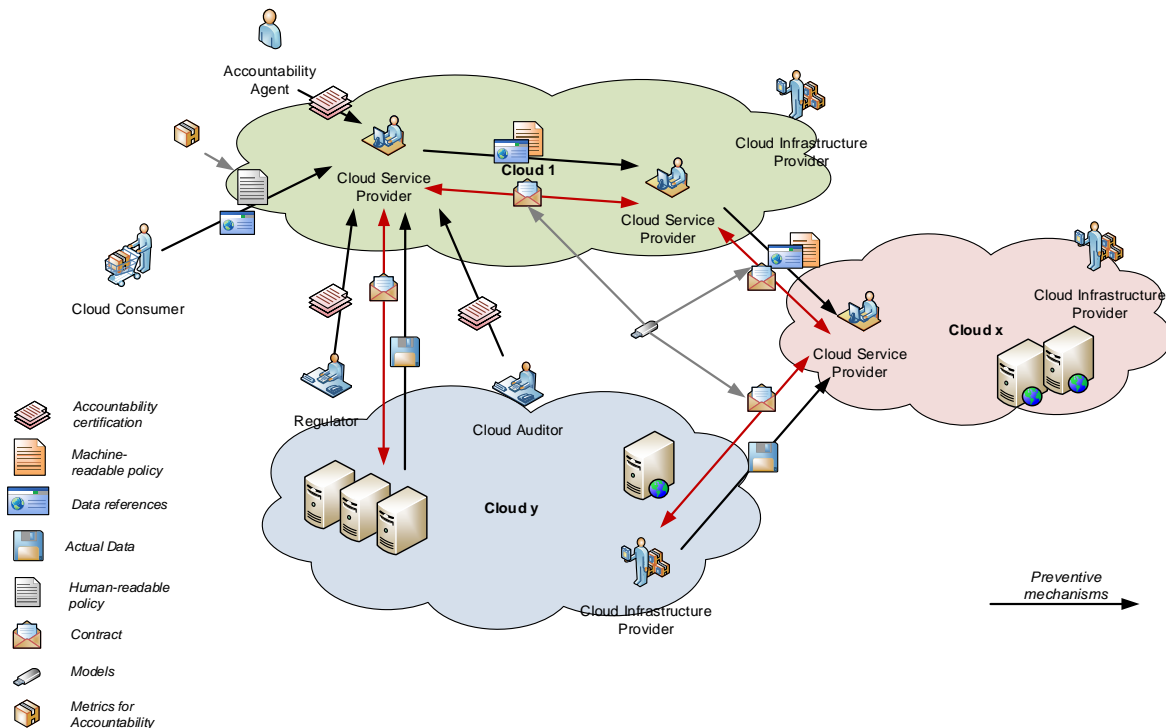 Accountability
Agent
Cloud Infrastructure
Provider
Cloud 1
Cloud Service
Provider
Cloud Service
Provider
Cloud Consumer
Cloud Infrastructure
Provider
Cloud x
Cloud Service
Provider
Regulator
Cloud Auditor
Cloud y
Cloud Infrastructure
Provider
Accountability
certification
Machine-
readable policy
Data references
Actual Data
Human-readable
policy
Contract
Models
Metrics for
Accountability
Preventive
mechanisms